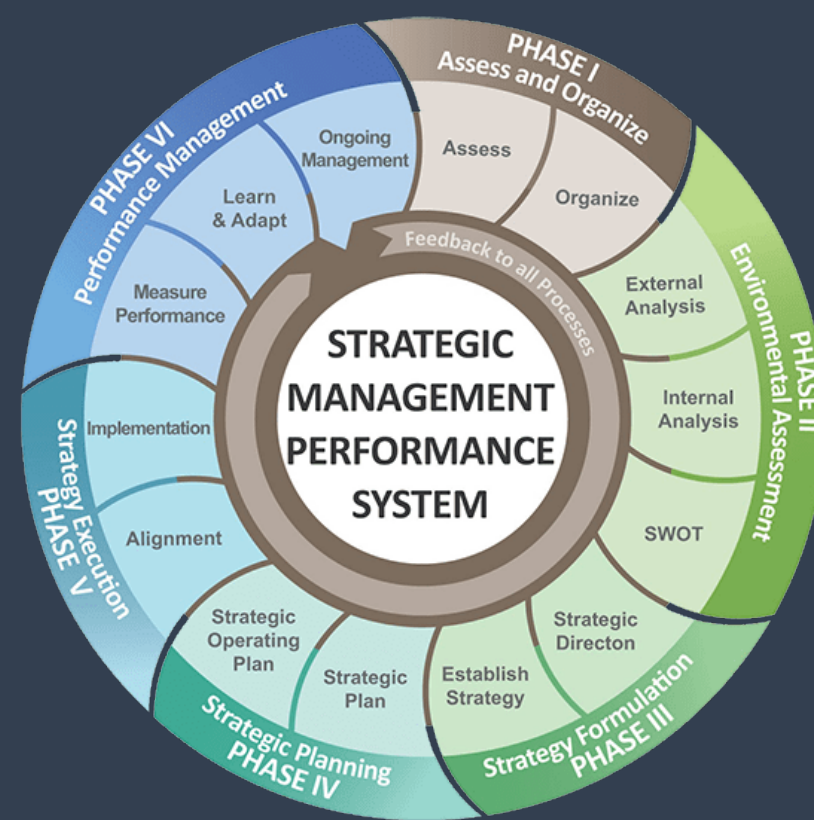 PHASE I
Assess and Organize
Assess
Organize
PHASE II
Environmental Assessment
External
Analysis
Internal
Analysis
SWOT
Strategy Formulation
PHASE III
Strategic
Directon
Establish
Strategy
Strategic Planning
PHASE IV
Strategic
Plan
Strategic
Operating
Plan
Strategy Execution
PHASE V
Alignment
Implementation
PHASE VI
Performance Management
Measure
Performance
Learn
& Adapt
Ongoing
Management
Feedback to all Processes
STRATEGIC
MANAGEMENT
PERFORMANCE
SYSTEM